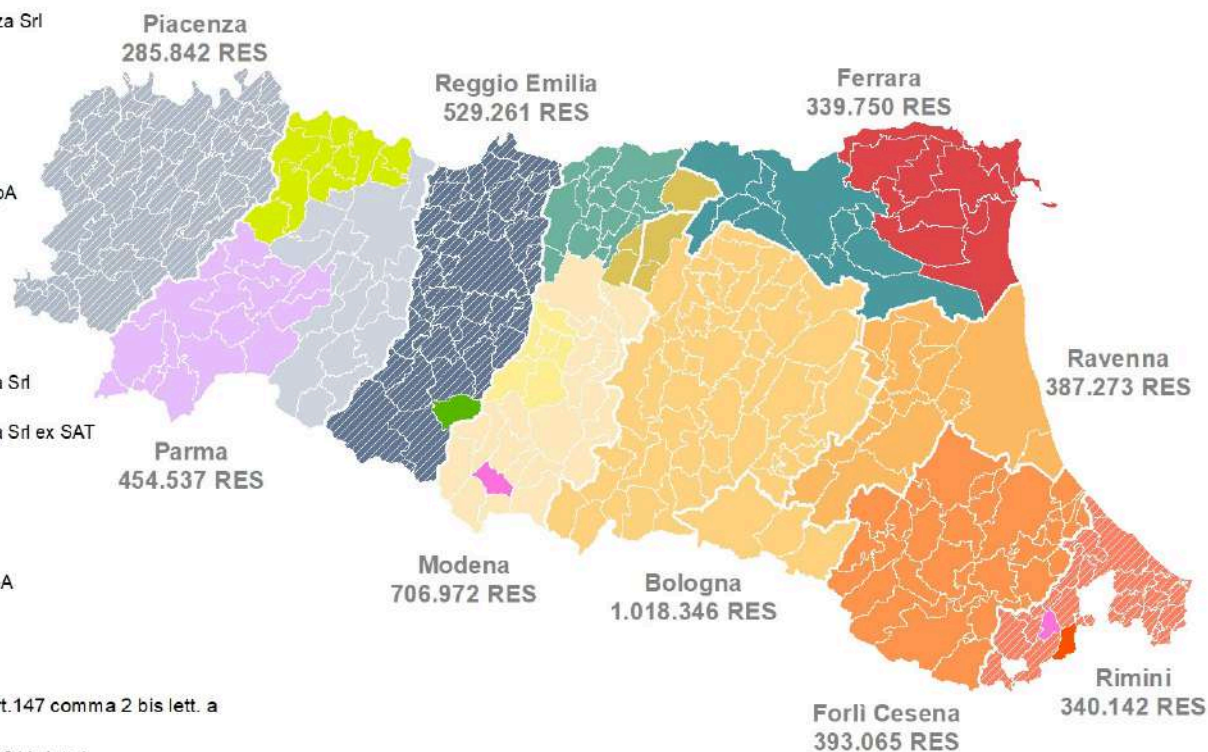 za Srl
pA
a Srl
a Srl ex SAT
A
rt.147 comma 2 bis lett. a
Piacenza
285.842 RES
Reggio Emilia
529.261 RES
Ferrara
339.750 RES
Ravenna
387.273 RES
Parma
454.537 RES
Modena
706.972 RES
Bologna
1.018.346 RES
Rimini
340.142 RES
Forlì Cesena
393.065 RES